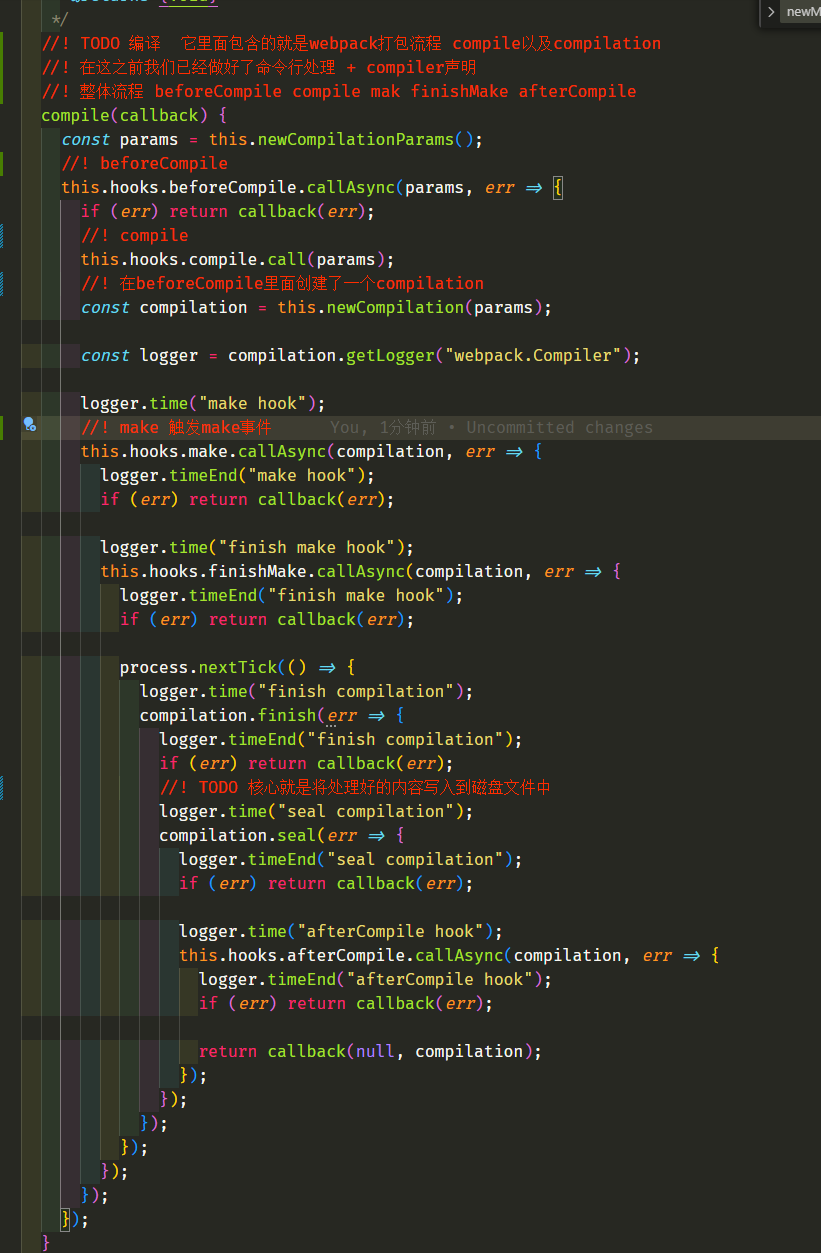 */
//! TODO 编译  它里面包含的就是webpack打包流程 compile以及compilation
//! 在这之前我们已经做好了命令行处理 + compiler声明
//! 整体流程 beforeCompile compile mak finishMake afterCompile
compile(callback) {
const params = this.newCompilationParams();
//! beforeCompile
this.hooks.beforeCompile.callAsync(params, err => {
if (err) return callback(err);
//! compile
this.hooks.compile.call(params);
//! 在beforeCompile里面创建了一个compilation
const compilation = this.newCompilation(params);
const logger = compilation.getLogger("webpack.Compiler");
logger.time("make hook");
//! make 触发make事件 You, 1分钟前 • Uncommitted changes
this.hooks.make.callAsync(compilation, err => {
logger.timeEnd("make hook");
if (err) return callback(err);
logger.time("finish make hook");
this.hooks.finishMake.callAsync(compilation, err => {
logger.timeEnd("finish make hook");
if (err) return callback(err);
process.nextTick(() => {
logger.time("finish compilation");
compilation.finish(err => {
logger.timeEnd("finish compilation");
if (err) return callback(err);
//! TODO 核心就是将处理好的内容写入到磁盘文件中
logger.time("seal compilation");
compilation.seal(err => {
logger.timeEnd("seal compilation");
if (err) return callback(err);
logger.time("afterCompile hook");
this.hooks.afterCompile.callAsync(compilation, err => {
logger.timeEnd("afterCompile hook");
if (err) return callback(err);
return callback(null, compilation);
});
});
});
});
});
});
});
}